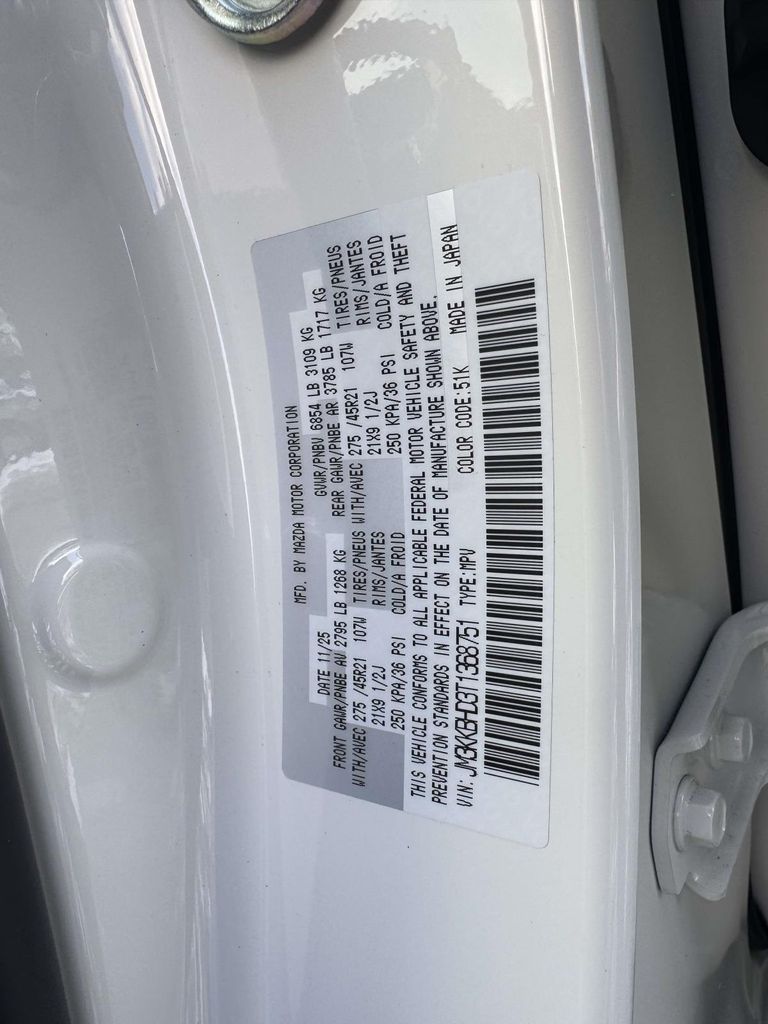 MFD. BY MAZDA MOTOR CORPORATION
DATE 11/25 GVWR/PNBV 6854 LB 3109 KG
FRONT GAWR/PNBE AV 2795 LB 1268 KG REAR GAWR/PNBE AR 3785 LB 1717 KG
WITH/AVEC 275 /45R21 107W TIRES/PNEUS WITH/AVEC 275 /45R21 107W TIRES/PNEUS
21X9 1/2J RIMS/JANTES 21X9 1/2J RIMS/JANTES
250 KPA/36 PSI COLD/A FROID 250 KPA/36 PSI COLD/A FROID
THIS VEHICLE CONFORMS TO ALL APPLICABLE FEDERAL MOTOR VEHICLE SAFETY AND THEFT
PREVENTION STANDARDS IN EFFECT ON THE DATE OF MANUFACTURE SHOWN ABOVE.
VIN: JM3KKBHD3T1368751 TYPE:MPV COLOR CODE:51K MADE IN JAPAN